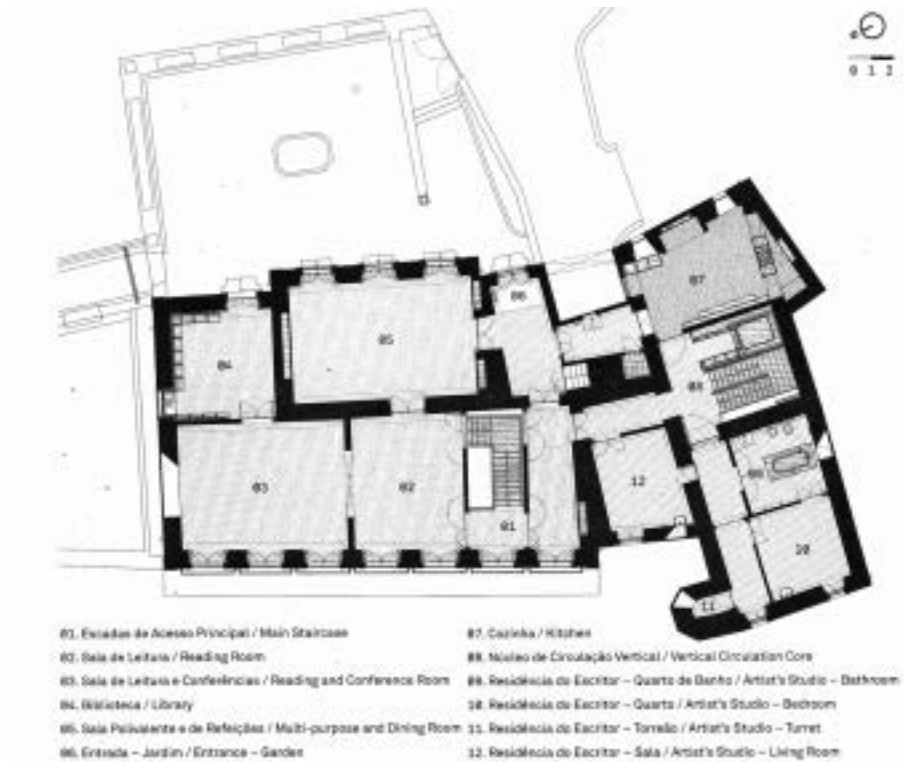 0 1 2
04
05
06
07
08
03
02
01
12
09
10
11
01. Escadas de Acesso Principal / Main Staircase
02. Sala de Leitura / Reading Room
03. Sala de Leitura e Conferências / Reading and Conference Room
04. Biblioteca / Library
05. Sala Polivalente e de Refeições / Multi-purpose and Dining Room
06. Entrada – Jardim / Entrance – Garden
07. Cozinha / Kitchen
08. Núcleo de Circulação Vertical / Vertical Circulation Core
09. Residência do Escritor – Quarto de Banho / Artist's Studio – Bathroom
10. Residência do Escritor – Quarto / Artist's Studio – Bedroom
11. Residência do Escritor – Torreão / Artist's Studio – Turret
12. Residência do Escritor – Sala / Artist's Studio – Living Room